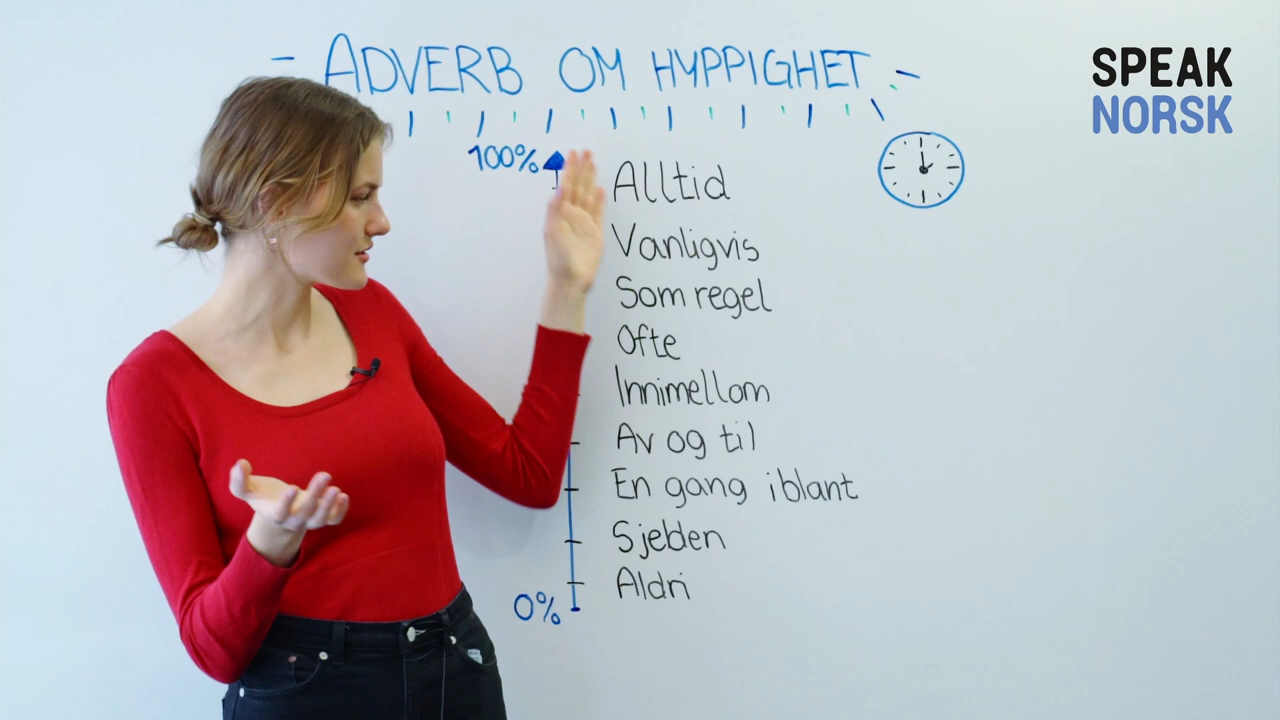 - ADVERB OM HYPPIGHET -
SPEAK
NORSK
100%
Alltid
Vanligvis
Som regel
Ofte
Innimellom
Av og til
En gang iblant
Sjelden
Aldri
0%